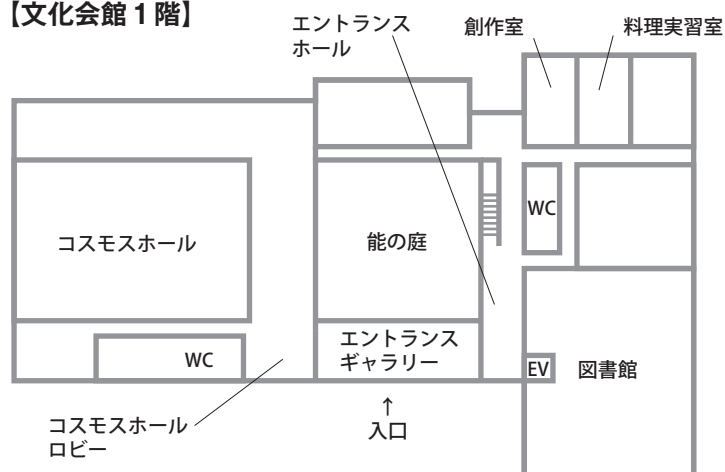 【文化会館1階】
エントランス
ホール
創作室
料理実習室
コスモスホール
能の庭
WC
エントランス
ギャラリー
WC
EV
図書館
コスモスホール
ロビー
↑
入口